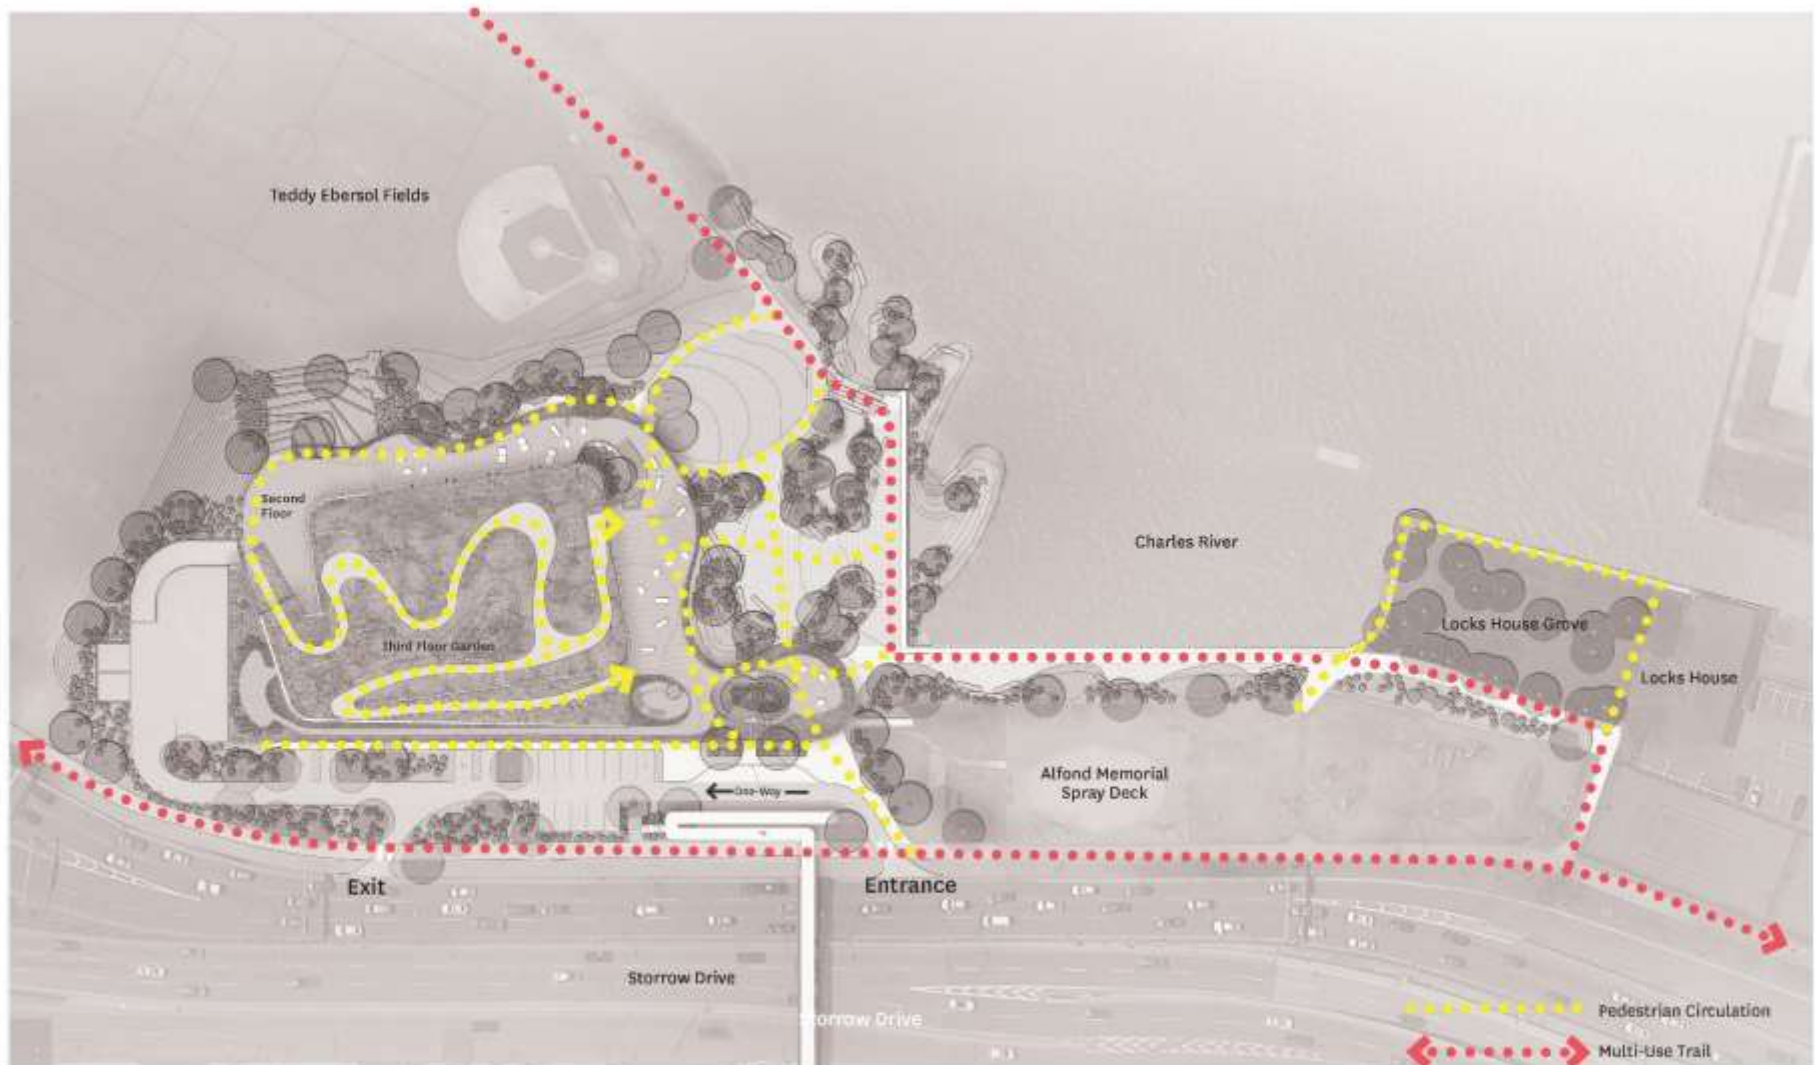 Teddy Ebersol Fields
Second
Floor
Charles River
Locks House Grove
Third Floor Garden
Locks House
Alfond Memorial
Spray Deck
One-Way
Exit
Entrance
Storrow Drive
Storrow Drive
Pedestrian Circulation
Multi-Use Trail